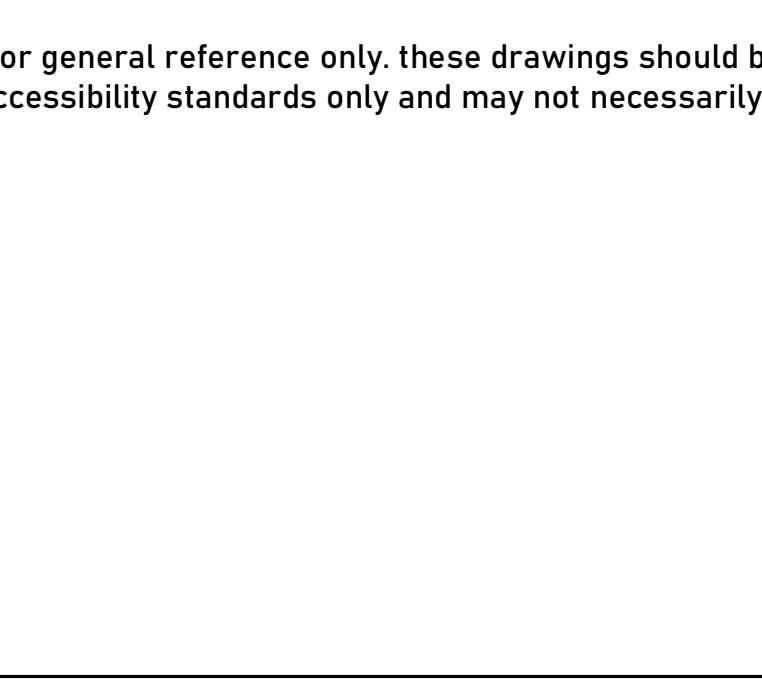 or general reference only. these drawings should b
ccessibility standards only and may not necessarily